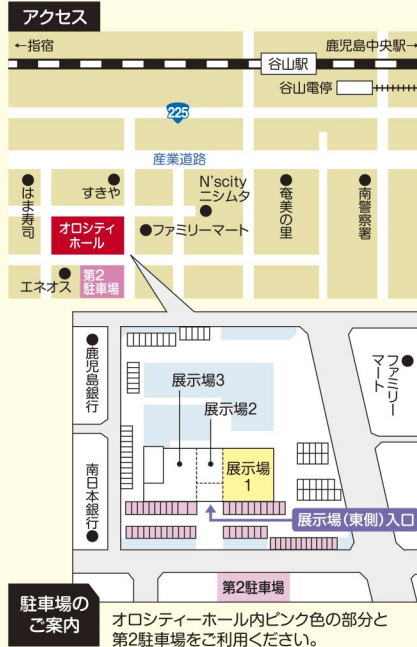 アクセス
←指宿
鹿児島中央駅→
谷山駅
谷山電停
225
産業道路
はま寿司
すきや
N'scity
ニシムタ
奄美の里
南警察署
オロシティ
ホール
ファミリーマート
エネオス
第2
駐車場
鹿児島銀行
ファミリー
マート
展示場3
展示場2
展示場
1
南日本銀行
展示場(東側)入口
第2駐車場
駐車場の
ご案内
オロシティーホール内ピンク色の部分と
第2駐車場をご利用ください。